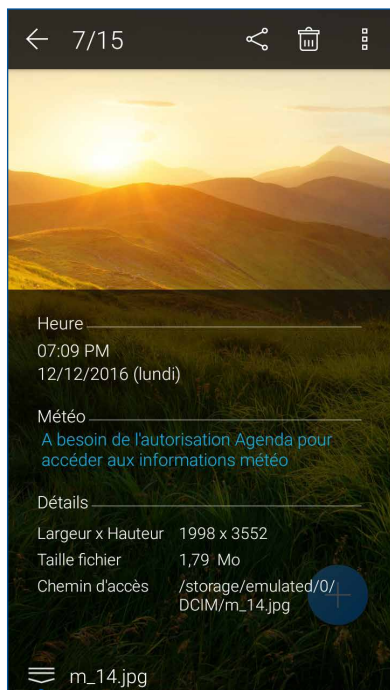 7/15
Heure
07:09 PM
12/12/2016 (lundi)
Météo
A besoin de l'autorisation Agenda pour
accéder aux informations météo
Détails
Largeur x Hauteur 1998 x 3552
Taille fichier 1,79 Mo
Chemin d'accès /storage/emulated/0/
DCIM/m_14.jpg
m_14.jpg